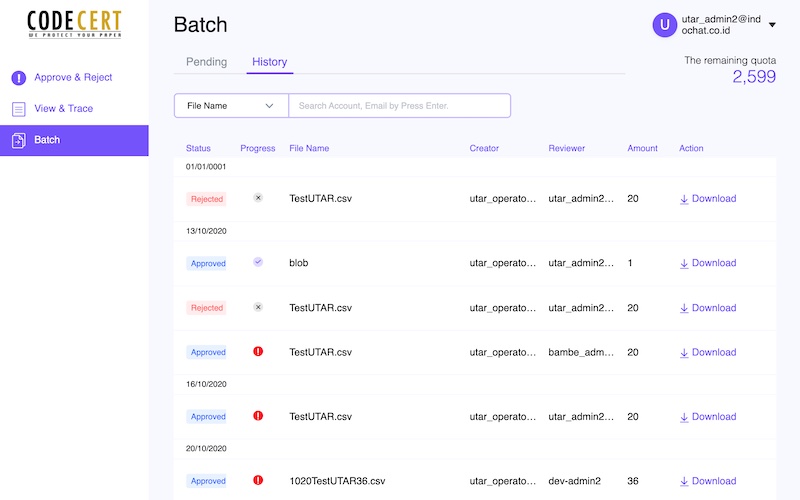 CODECERT
WE PROTECT YOUR PAPER
Approve & Reject
View & Trace
Batch
Batch
U
utar_admin2@ind
ochat.co.id
Pending
History
The remaining quota
2,599
File Name
Search Account, Email by Press Enter.
Status Progress File Name Creator Reviewer Amount Action
01/01/0001
Rejected TestUTAR.csv utar_operato... utar_admin2... 20 Download
13/10/2020
Approved blob utar_operato... utar_admin2... 1 Download
Rejected TestUTAR.csv utar_operato... utar_admin2... 20 Download
Approved TestUTAR.csv utar_operato... bambe_adm... 20 Download
16/10/2020
Approved TestUTAR.csv utar_operato... utar_admin2... 20 Download
20/10/2020
Approved 1020TestUTAR36.csv utar_operato... dev-admin2 36 Download